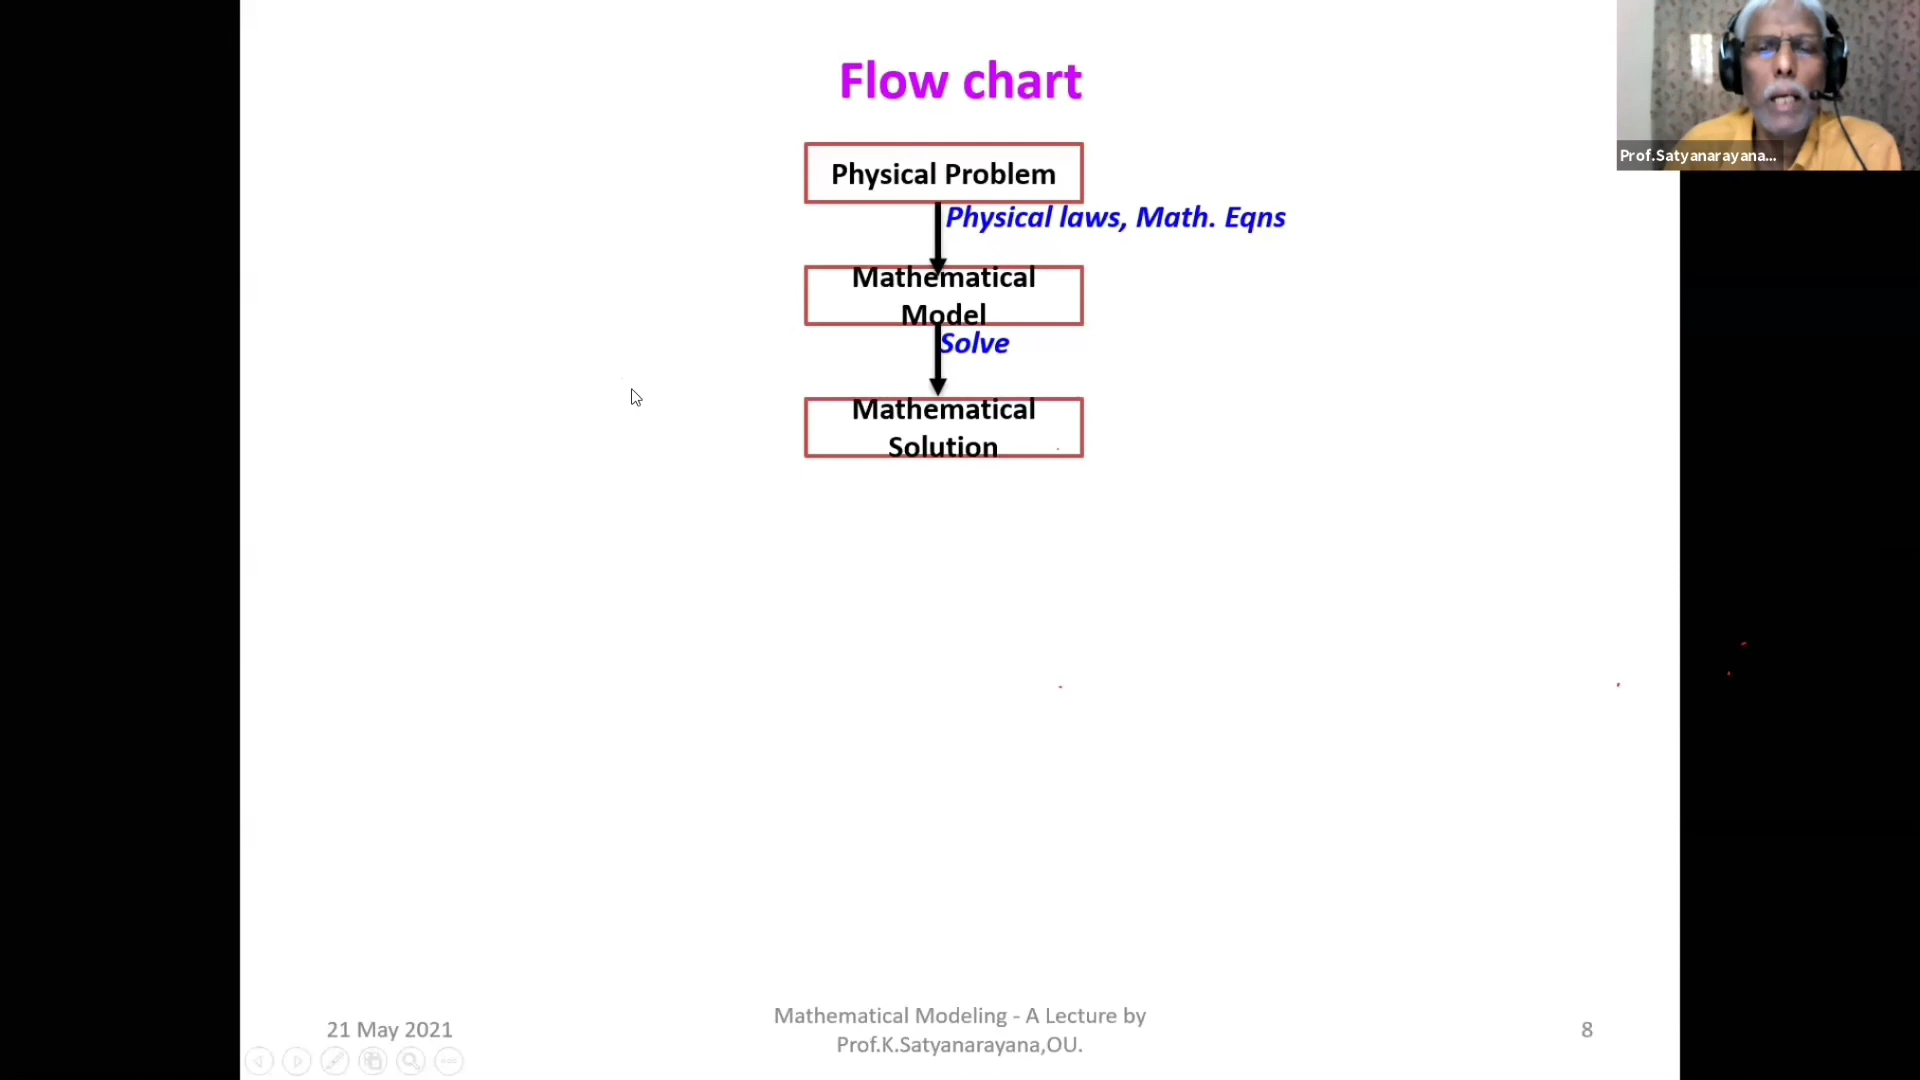 Flow chart
Prof.Satyanarayana...
Physical Problem
Physical laws, Math. Eqns
Mathematical
Model
Solve
Mathematical
Solution
21 May 2021
Mathematical Modeling - A Lecture by
Prof.K.Satyanarayana,OU.
8